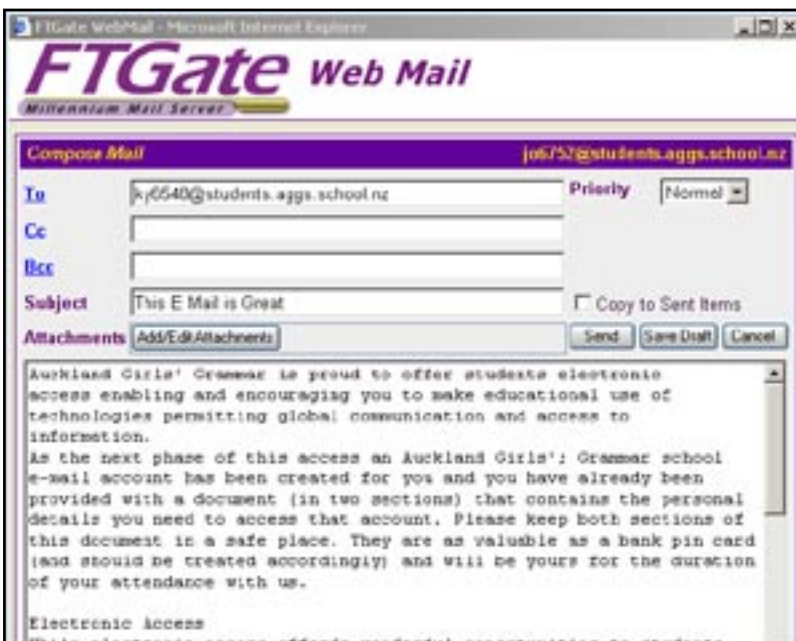 FTGate WebMail - Microsoft Internet Explorer
FTGate Web Mail
Millennium Mail Server
Compose Mail jo6752@students.aggs.school.nz
To ky6540@students.aggs.school.nz Priority Normal
Cc
Bcc
Subject This E Mail is Great Copy to Sent Items
Attachments Add/Edit Attachments Send Save Draft Cancel
Auckland Girls' Grammar is proud to offer students electronic
access enabling and encouraging you to make educational use of
technologies permitting global communication and access to
information.
As the next phase of this access an Auckland Girls'; Grammar school
e-mail account has been created for you and you have already been
provided with a document (in two sections) that contains the personal
details you need to access that account. Please keep both sections of
this document in a safe place. They are as valuable as a bank pin card
(and should be treated accordingly) and will be yours for the duration
of your attendance with us.
Electronic Access